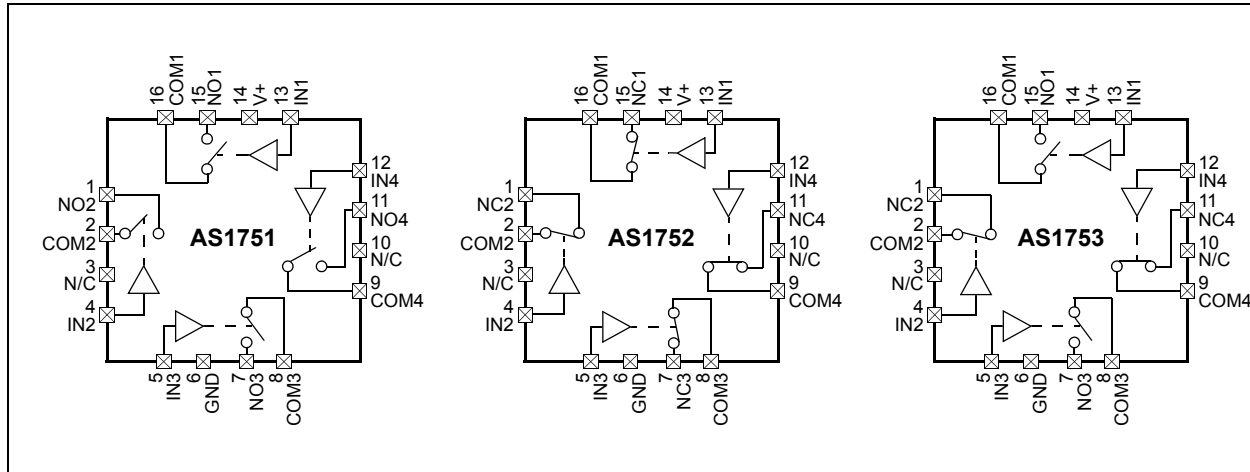 16 COM1
15 NO1
14 V+
13 IN1
1 NO2
2 COM2
3 N/C
4 IN2
AS1751
12 IN4
11 NO4
10 N/C
9 COM4
5 IN3
6 GND
7 NO3
8 COM3
16 COM1
15 NC1
14 V+
13 IN1
1 NC2
2 COM2
3 N/C
4 IN2
AS1752
12 IN4
11 NC4
10 N/C
9 COM4
5 IN3
6 GND
7 NC3
8 COM3
16 COM1
15 NO1
14 V+
13 IN1
1 NC2
2 COM2
3 N/C
4 IN2
AS1753
12 IN4
11 NC4
10 N/C
9 COM4
5 IN3
6 GND
7 NO3
8 COM3